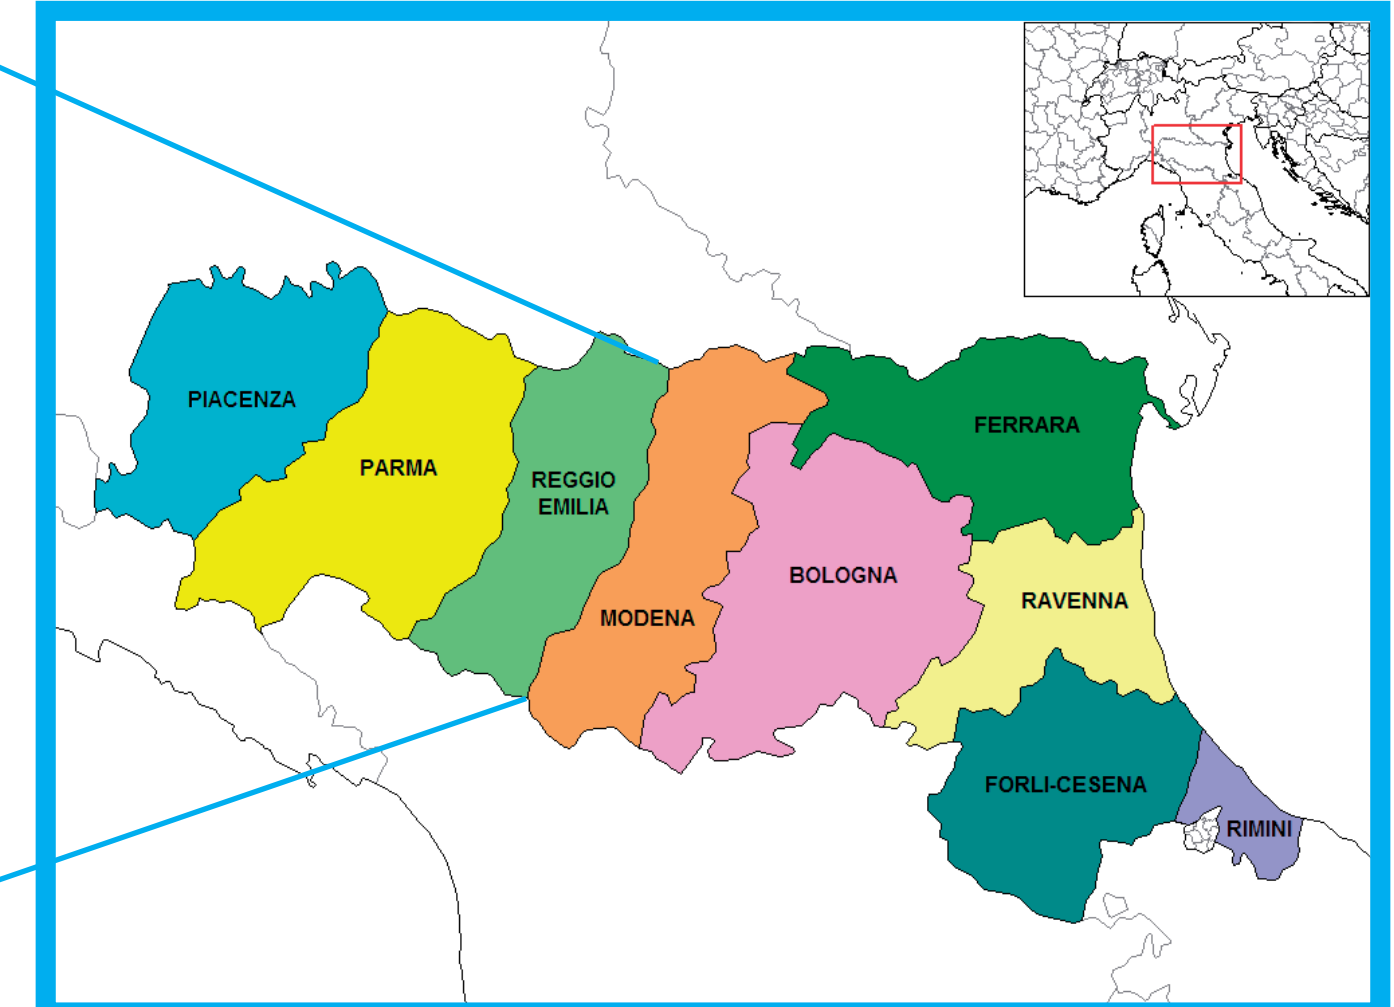 PIACENZA
PARMA
REGGIO
EMILIA
FERRARA
BOLOGNA
RAVENNA
MODENA
FORLI-CESENA
RIMINI